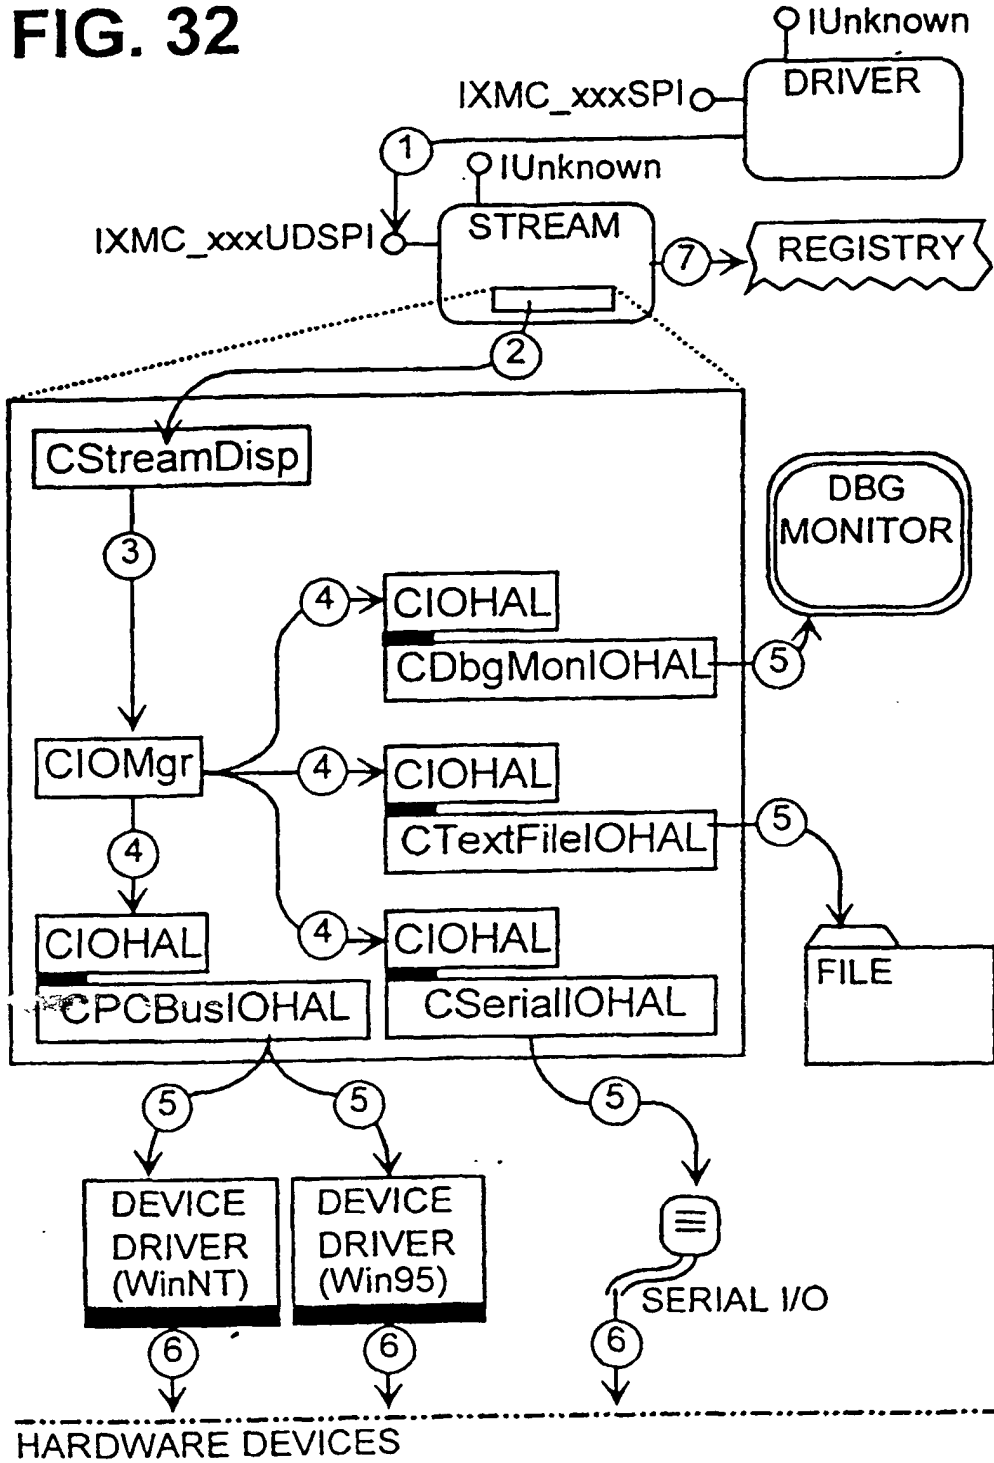 FIG. 32
IUnknown
DRIVER
IXMC_xxxSPI
1
IUnknown
STREAM
IXMC_xxxUDSPI
7
REGISTRY
2
CStreamDisp
DBG
MONITOR
3
4
CIOHAL
CDbgMonIOHAL
5
CIOMgr
4
CIOHAL
CTextFileIOHAL
5
4
4
CIOHAL
CIOHAL
FILE
CPCBusIOHAL
CSerialIOHAL
5
5
5
DEVICE
DRIVER
(WinNT)
DEVICE
DRIVER
(Win95)
SERIAL I/O
6
6
6
HARDWARE DEVICES